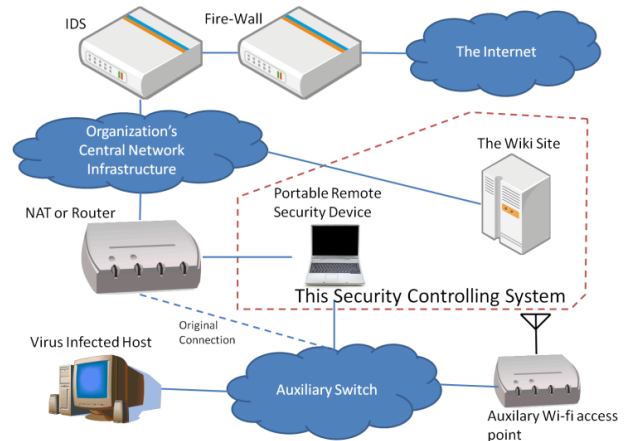 IDS
Fire-Wall
The Internet
Organization's
Central Network
Infrastructure
The Wiki Site
NAT or Router
Portable Remote
Security Device
This Security Controlling System
Original
Connection
Virus Infected Host
Auxiliary Switch
Auxilary Wi-fi access
point